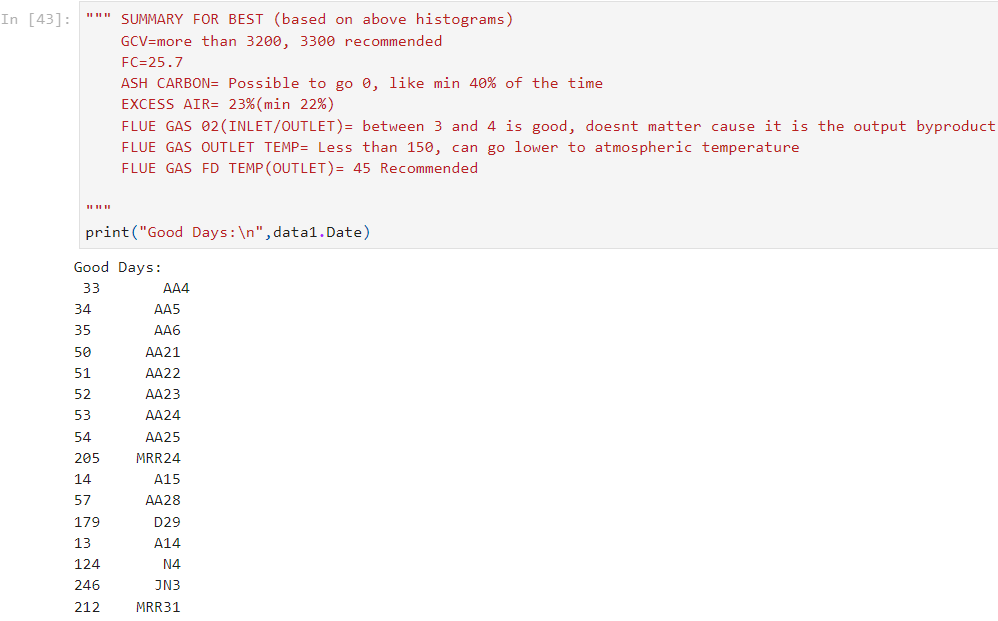 In [43]: """ SUMMARY FOR BEST (based on above histograms)
GCV=more than 3200, 3300 recommended
FC=25.7
ASH CARBON= Possible to go 0, like min 40% of the time
EXCESS AIR= 23%(min 22%)
FLUE GAS 02(INLET/OUTLET)= between 3 and 4 is good, doesnt matter cause it is the output byproduct
FLUE GAS OUTLET TEMP= Less than 150, can go lower to atmospheric temperature
FLUE GAS FD TEMP(OUTLET)= 45 Recommended
"""
print("Good Days:\n",data1.Date)
Good Days:
33 AA4
34 AA5
35 AA6
50 AA21
51 AA22
52 AA23
53 AA24
54 AA25
205 MRR24
14 A15
57 AA28
179 D29
13 A14
124 N4
246 JN3
212 MRR31